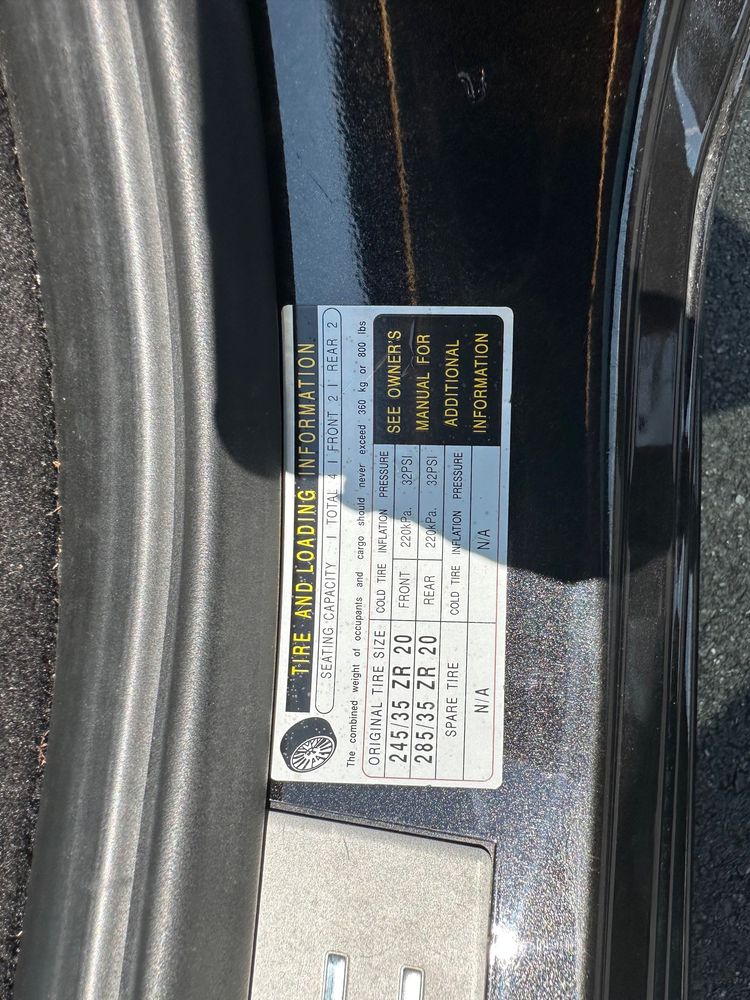 TIRE AND LOADING INFORMATION
SEATING CAPACITY I TOTAL 4 I FRONT 2 I REAR 2
The combined weight of occupants and cargo should never exceed 360 kg or 800 lbs
ORIGINAL TIRE SIZE COLD TIRE INFLATION PRESSURE
245/35 ZR 20 FRONT 220kPa. 32PSI
285/35 ZR 20 REAR 220kPa. 32PSI
SPARE TIRE COLD TIRE INFLATION PRESSURE
N/A N/A
SEE OWNER'S
MANUAL FOR
ADDITIONAL
INFORMATION